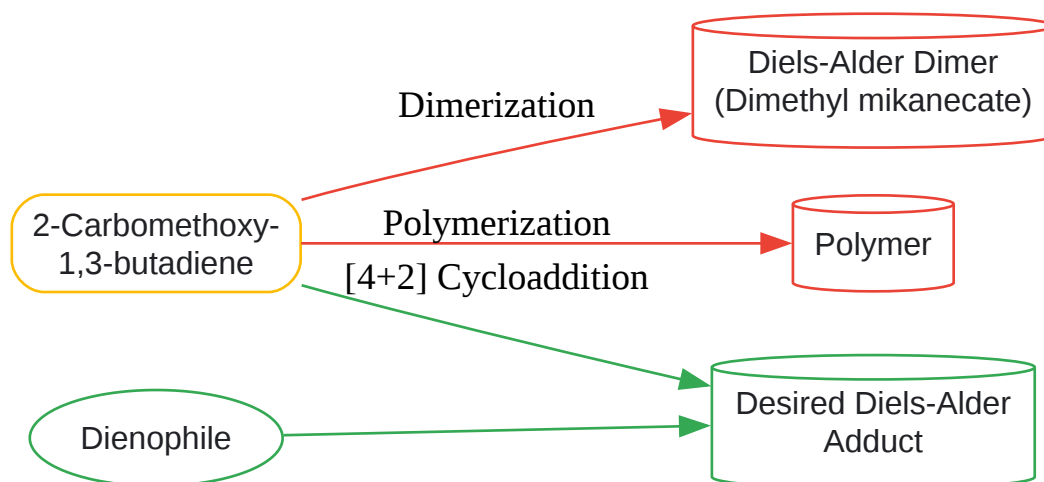 Diels-Alder Dimer
(Dimethyl mikanecate)
Dimerization
2-Carbomethoxy-
1,3-butadiene
Polymerization
Polymer
[4+2] Cycloaddition
Dienophile
Desired Diels-Alder
Adduct